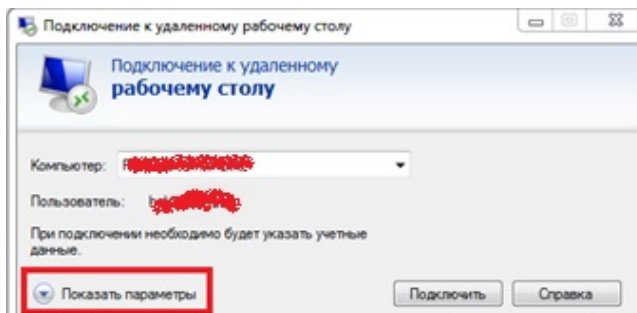 Подключение к удаленному рабочему столу
Подключение к удаленному
рабочему столу
Компьютер:
Пользователь:
При подключении необходимо будет указать учетные
данные.
Показать параметры
Подключить
Справка